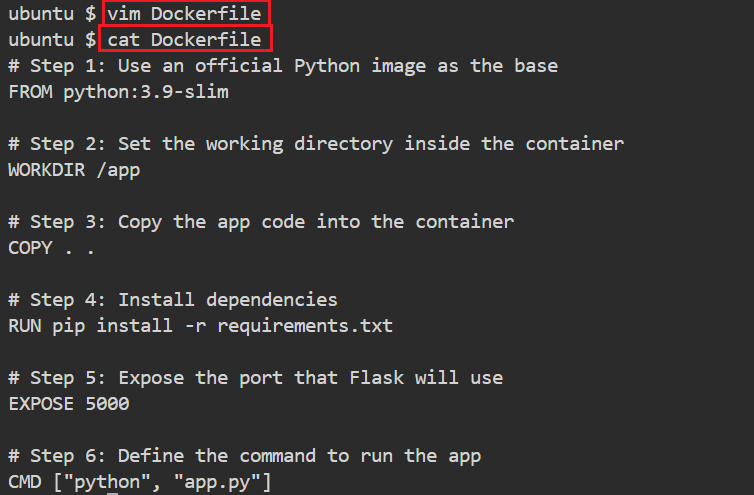 ubuntu $ vim Dockerfile
ubuntu $ cat Dockerfile
# Step 1: Use an official Python image as the base
FROM python:3.9-slim
# Step 2: Set the working directory inside the container
WORKDIR /app
# Step 3: Copy the app code into the container
COPY . .
# Step 4: Install dependencies
RUN pip install -r requirements.txt
# Step 5: Expose the port that Flask will use
EXPOSE 5000
# Step 6: Define the command to run the app
CMD ["python", "app.py"]